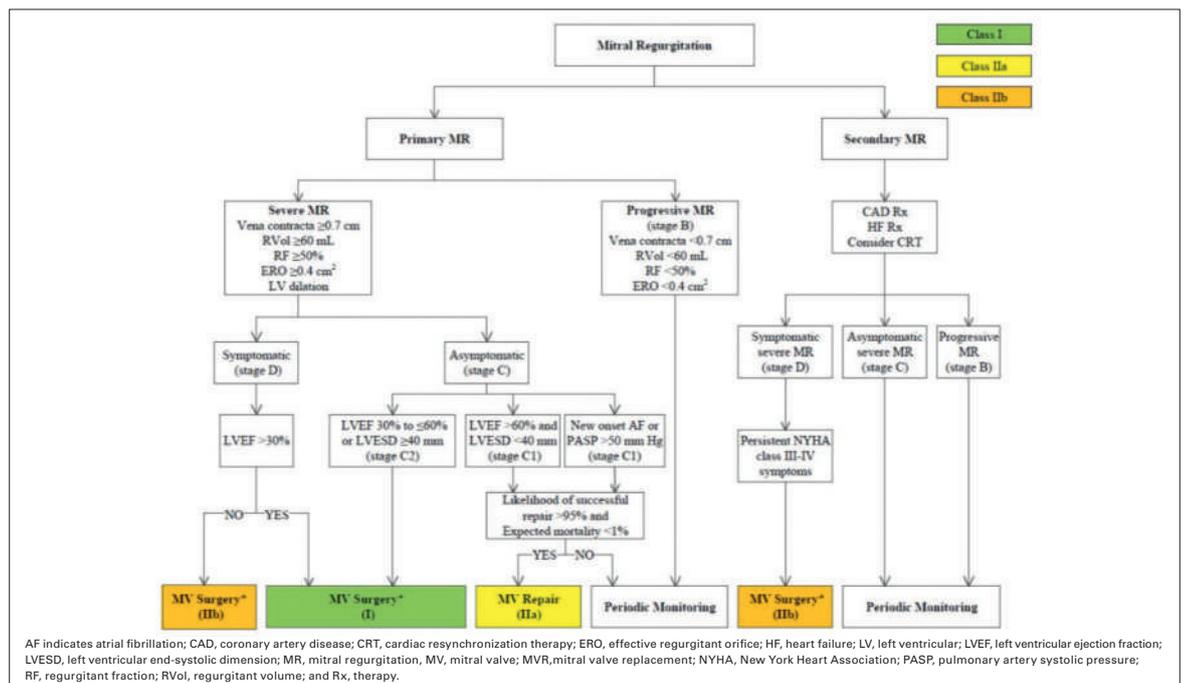 Mitral Regurgitation
Class I
Class IIa
Class IIb
Primary MR
Secondary MR
Severe MR
Vena contracta ≥0.7 cm
RVol ≥60 mL
RF ≥50%
ERO ≥0.4 cm²
LV dilation
Progressive MR
(stage B)
Vena contracta <0.7 cm
RVol <60 mL
RF <50%
ERO <0.4 cm²
CAD Rx
HF Rx
Consider CRT
Symptomatic
(stage D)
Asymptomatic
(stage C)
Symptomatic
severe MR
(stage D)
Asymptomatic
severe MR
(stage C)
Progressive
MR
(stage B)
LVEF >30%
LVEF 30% to ≤60%
or LVESD ≥40 mm
(stage C2)
LVEF >60% and
LVESD <40 mm
(stage C1)
New onset AF or
PASP >50 mm Hg
(stage C1)
Persistent NYHA
class III-IV
symptoms
Likelihood of successful
repair >95% and
Expected mortality <1%
NO
YES
YES
NO
MV Surgery*
(IIb)
MV Surgery*
(I)
MV Repair
(IIa)
Periodic Monitoring
MV Surgery*
(IIb)
Periodic Monitoring
AF indicates atrial fibrillation; CAD, coronary artery disease; CRT, cardiac resynchronization therapy; ERO, effective regurgitant orifice; HF, heart failure; LV, left ventricular; LVEF, left ventricular ejection fraction;
LVESD, left ventricular end-systolic dimension; MR, mitral regurgitation, MV, mitral valve; MVR,mitral valve replacement; NYHA, New York Heart Association; PASP, pulmonary artery systolic pressure;
RF, regurgitant fraction; RVol, regurgitant volume; and Rx, therapy.